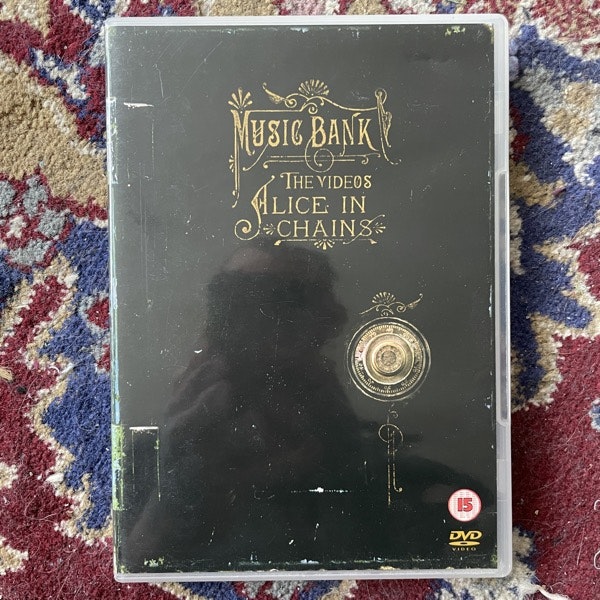 MUSIC BANK
THE VIDEOS
ALICE IN
CHAINS
15
DVD
VIDEO